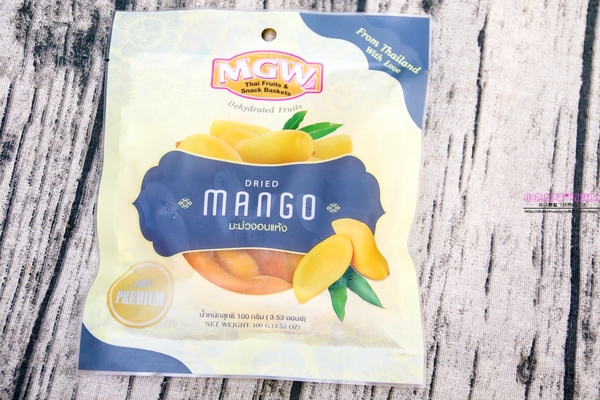 From Thailand
With Love
MGW
Thai Fruits &
Snack Baskets
Dehydrated Fruits
DRIED
MANGO
มะม่วงอบแห้ง
PREMIUM
น้ำหนักสุทธิ 100 กรัม ( 3.53 ออนซ์)
NET WEIGHT 100 G.(3.53 OZ)